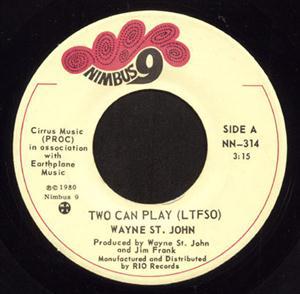 NIMBUS 9
Cirrus Music
(PROC)
in association
with
Earthplane
Music
℗© 1980
Nimbus 9
SIDE A
NN-314
3:15
TWO CAN PLAY (LTFSO)
WAYNE ST. JOHN
Produced by Wayne St. John
and Jim Frank
Manufactured and Distributed
by RIO Records